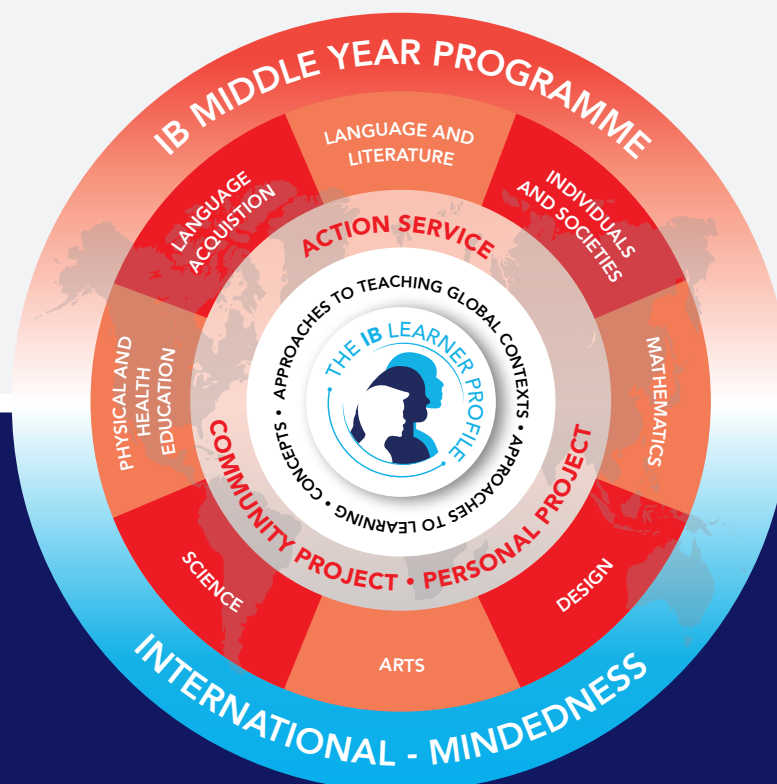 IB MIDDLE YEAR PROGRAMME
LANGUAGE AND
LITERATURE
INDIVIDUALS
AND SOCIETIES
MATHEMATICS
DESIGN
ARTS
SCIENCE
PHYSICAL AND
HEALTH
EDUCATION
LANGUAGE
ACQUISTION
ACTION SERVICE
COMMUNITY PROJECT • PERSONAL PROJECT
APPROACHES TO TEACHING GLOBAL CONTEXTS • APPROACHES TO LEARNING • CONCEPTS •
THE IB LEARNER PROFILE
INTERNATIONAL - MINDEDNESS